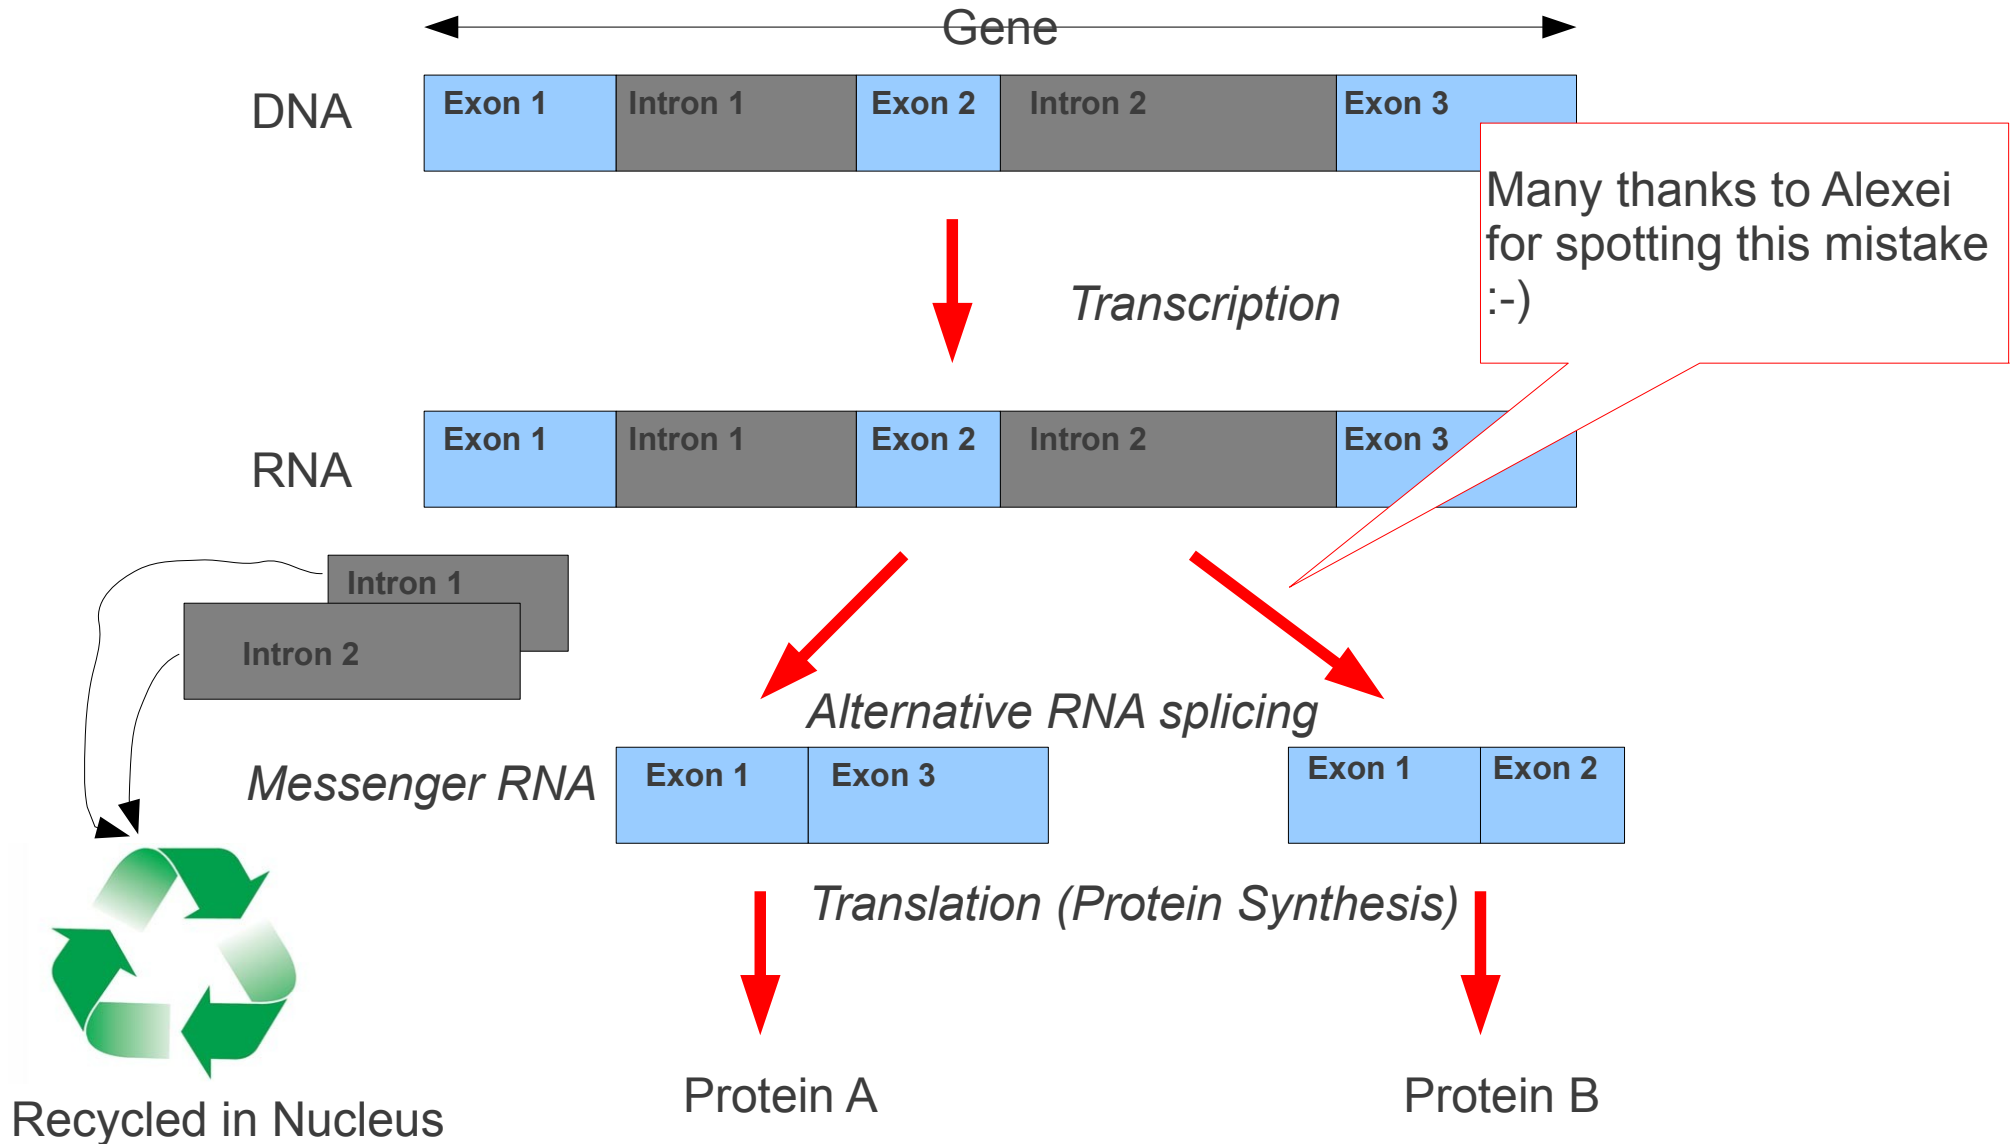 Gene
DNA
Exon 1
Intron 1
Exon 2
Intron 2
Exon 3
Many thanks to Alexei
for spotting this mistake
:-)
Transcription
RNA
Exon 1
Intron 1
Exon 2
Intron 2
Exon 3
Intron 1
Intron 2
Alternative RNA splicing
Messenger RNA
Exon 1
Exon 3
Exon 1
Exon 2
Translation (Protein Synthesis)
Protein A
Protein B
Recycled in Nucleus